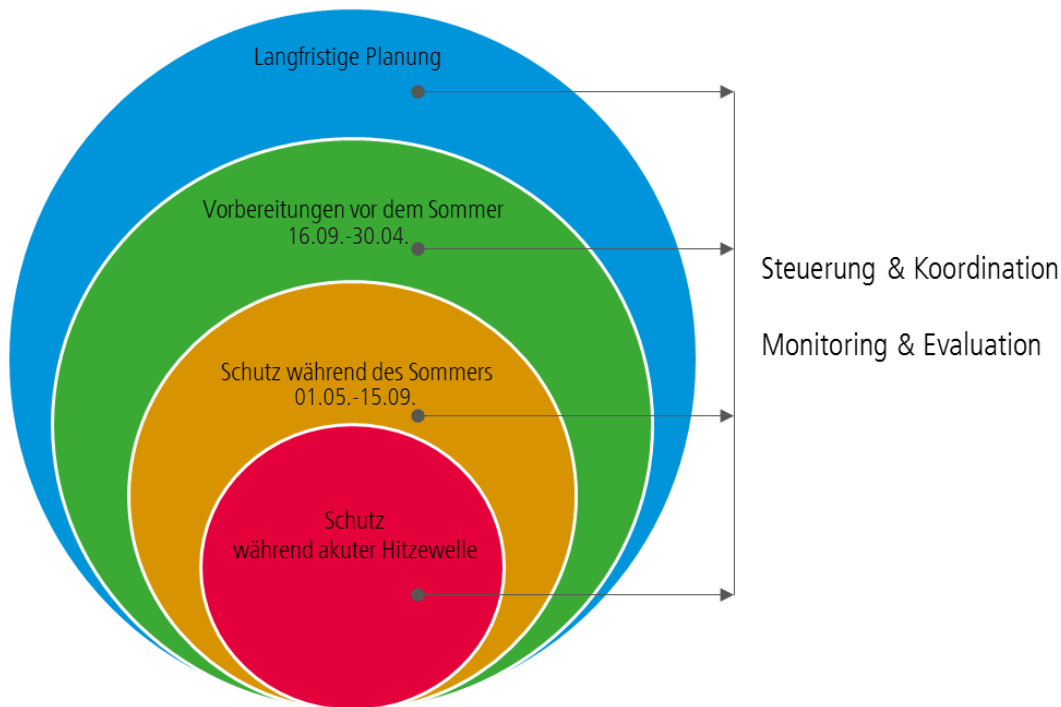 Langfristige Planung
Vorbereitungen vor dem Sommer
16.09.-30.04.
Schutz während des Sommers
01.05.-15.09.
Schutz
während akuter Hitzewelle
Steuerung & Koordination
Monitoring & Evaluation